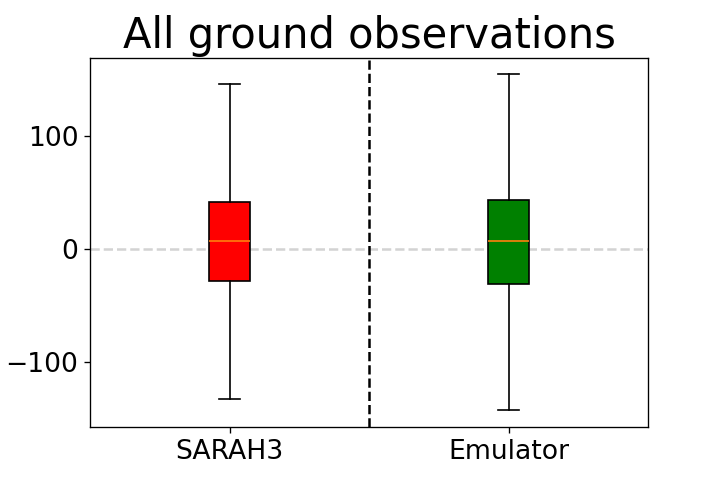 All ground observations
100
0
−100
SARAH3
Emulator